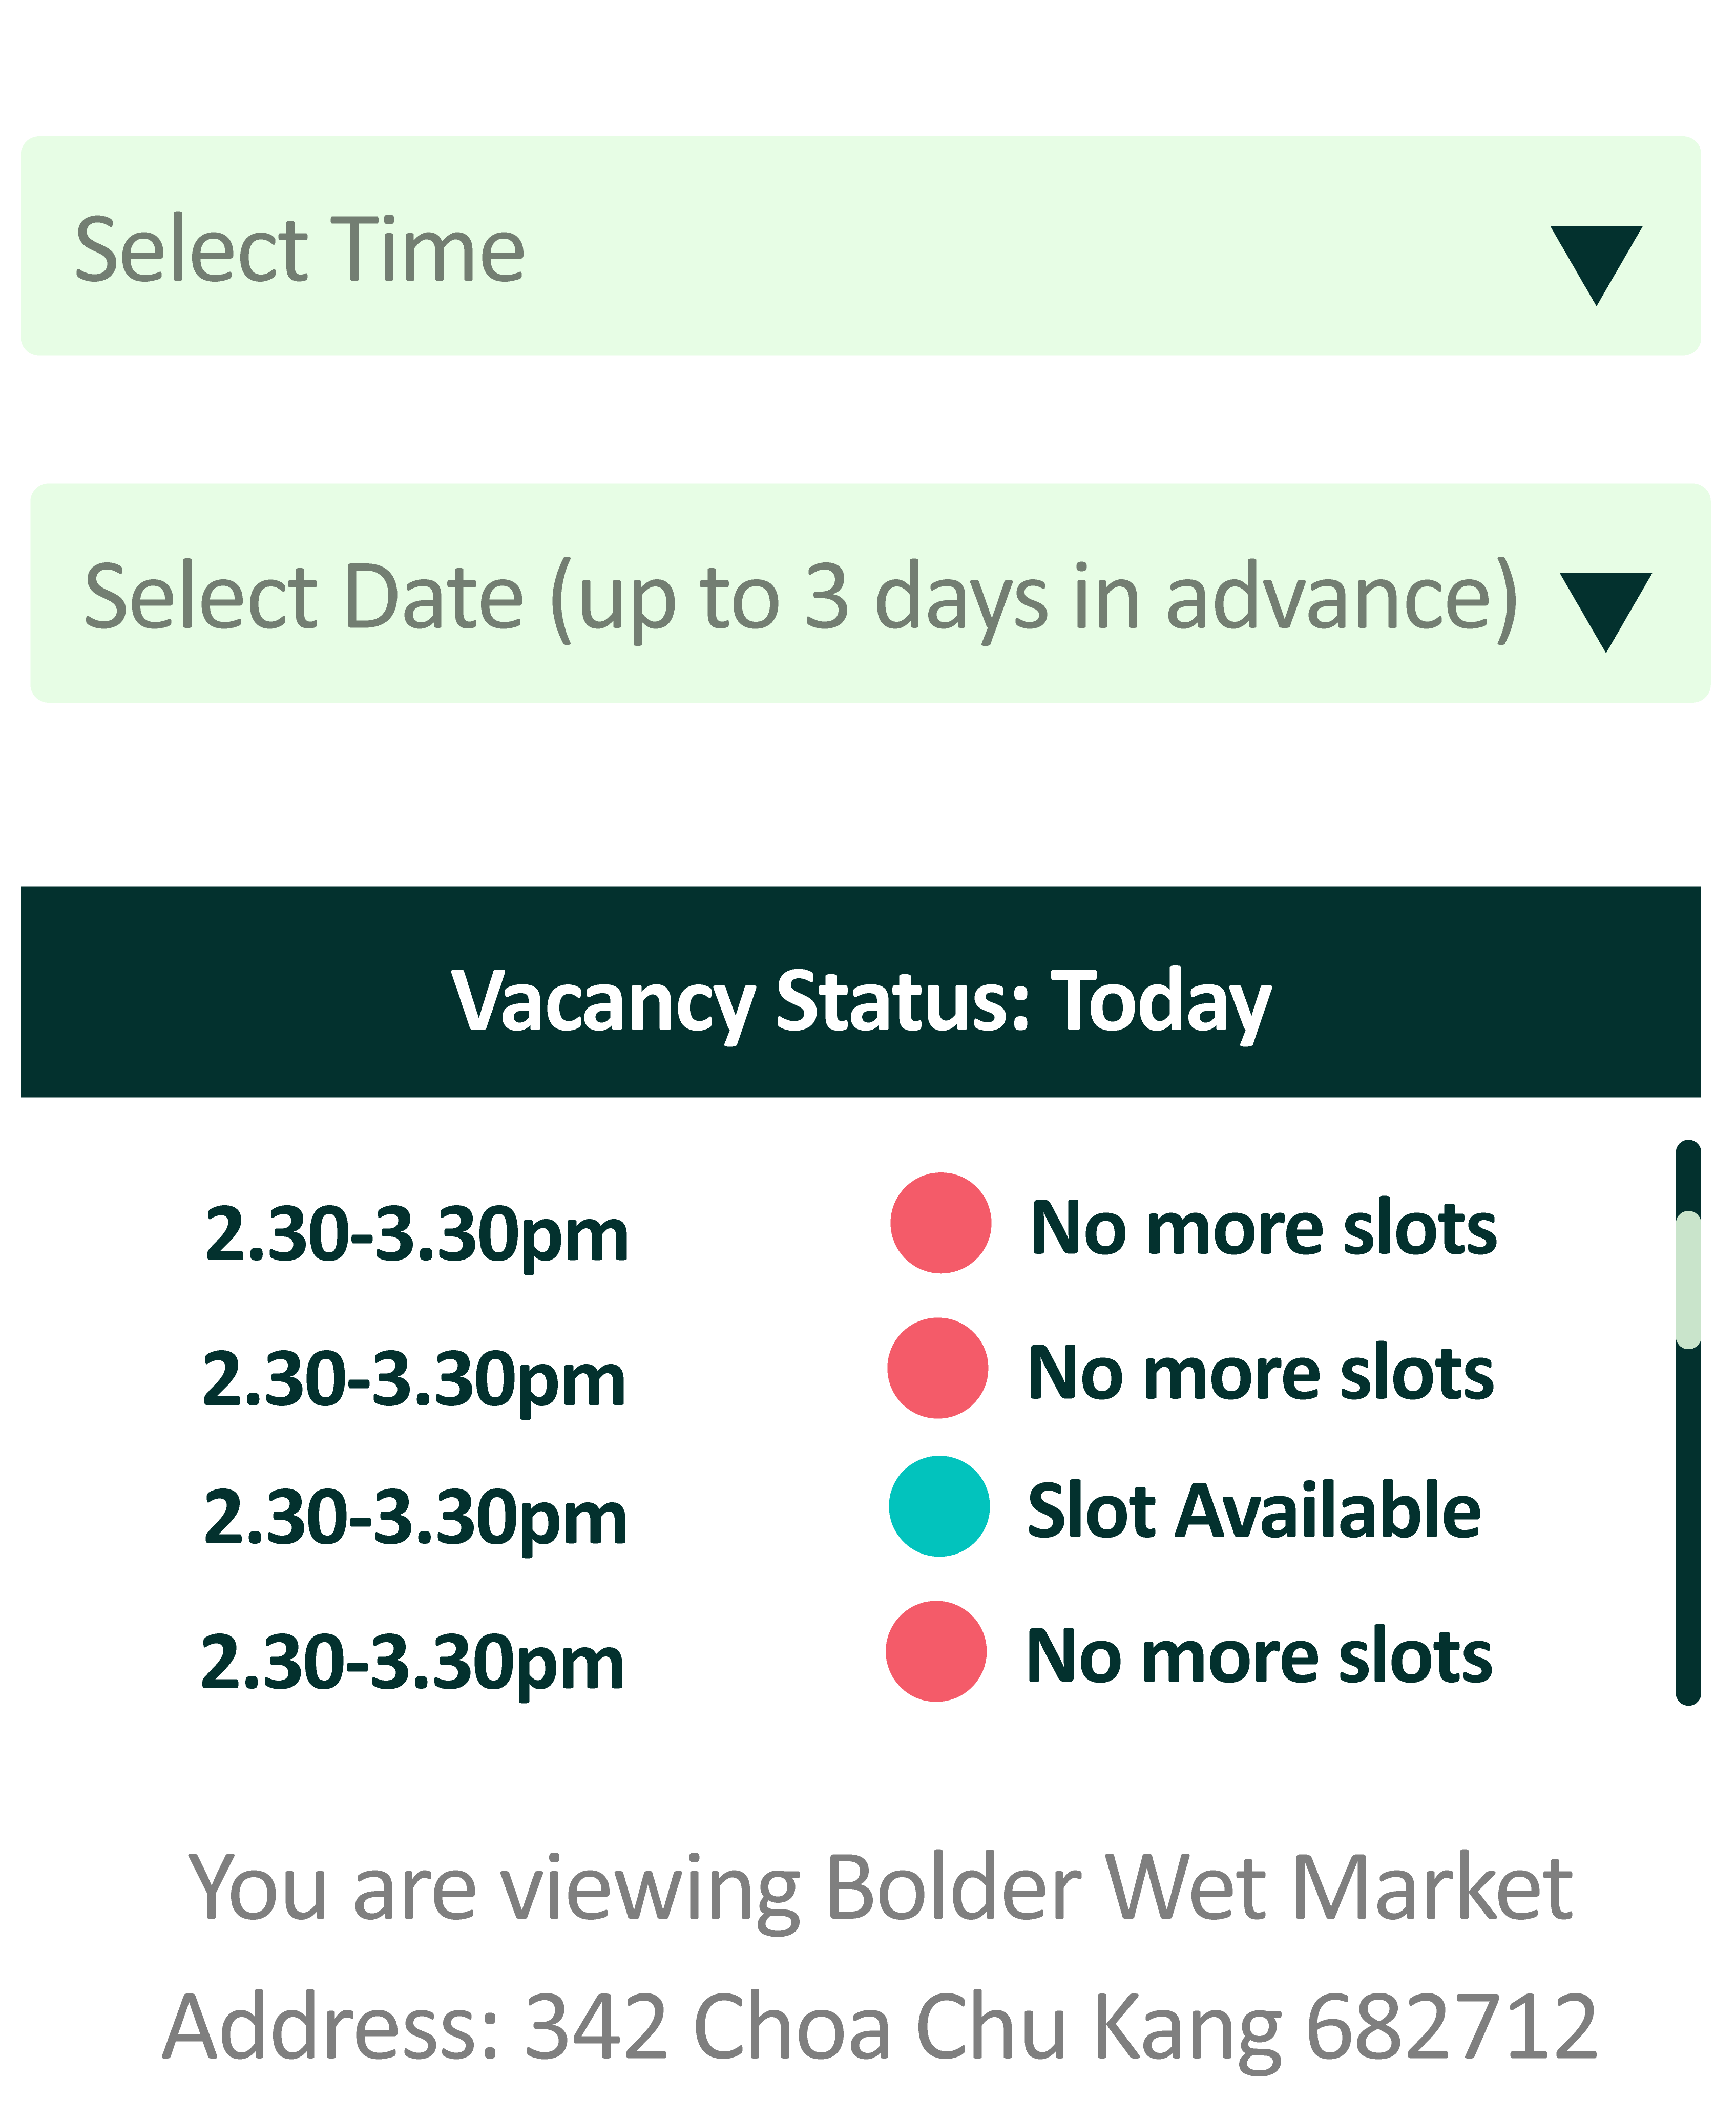 Select Time
Select Date (up to 3 days in advance)
Vacancy Status: Today
2.30-3.30pm No more slots
2.30-3.30pm No more slots
2.30-3.30pm Slot Available
2.30-3.30pm No more slots
You are viewing Bolder Wet Market
Address: 342 Choa Chu Kang 682712